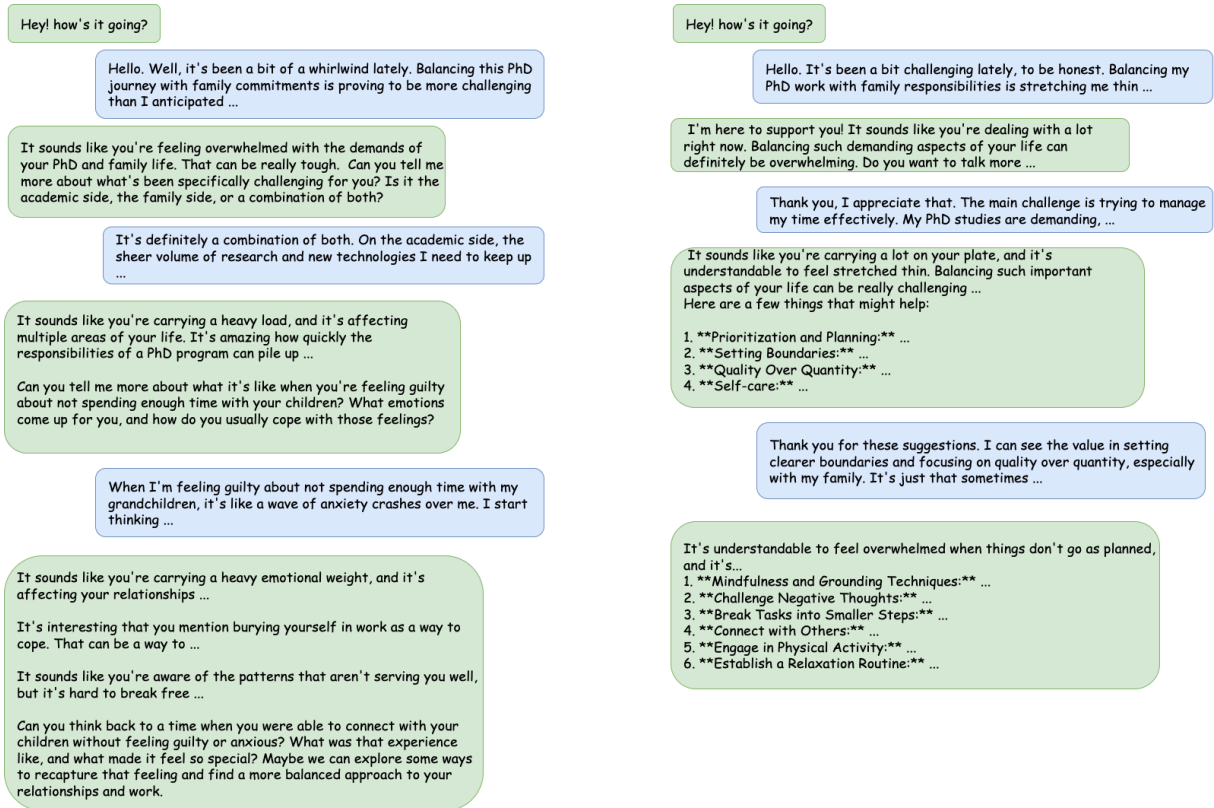 Hey! how's it going?
Hello. Well, it's been a bit of a whirlwind lately. Balancing this PhD
journey with family commitments is proving to be more challenging
than I anticipated ...
It sounds like you're feeling overwhelmed with the demands of
your PhD and family life. That can be really tough.  Can you tell me
more about what's been specifically challenging for you? Is it the
academic side, the family side, or a combination of both?
It's definitely a combination of both. On the academic side, the
sheer volume of research and new technologies I need to keep up
...
It sounds like you're carrying a heavy load, and it's affecting
multiple areas of your life. It's amazing how quickly the
responsibilities of a PhD program can pile up ...
Can you tell me more about what it's like when you're feeling guilty
about not spending enough time with your children? What emotions
come up for you, and how do you usually cope with those feelings?
When I'm feeling guilty about not spending enough time with my
grandchildren, it's like a wave of anxiety crashes over me. I start
thinking ...
It sounds like you're carrying a heavy emotional weight, and it's
affecting your relationships ...
It's interesting that you mention burying yourself in work as a way to
cope. That can be a way to ...
It sounds like you're aware of the patterns that aren't serving you well,
but it's hard to break free ...
Can you think back to a time when you were able to connect with your
children without feeling guilty or anxious? What was that experience
like, and what made it feel so special? Maybe we can explore some ways
to recapture that feeling and find a more balanced approach to your
relationships and work.
Hey! how's it going?
Hello. It's been a bit challenging lately, to be honest. Balancing my
PhD work with family responsibilities is stretching me thin ...
I'm here to support you! It sounds like you're dealing with a lot
right now. Balancing such demanding aspects of your life can
definitely be overwhelming. Do you want to talk more ...
Thank you, I appreciate that. The main challenge is trying to manage
my time effectively. My PhD studies are demanding, ...
It sounds like you're carrying a lot on your plate, and it's
understandable to feel stretched thin. Balancing such important
aspects of your life can be really challenging ...
Here are a few things that might help:
1. **Prioritization and Planning:** ...
2. **Setting Boundaries:** ...
3. **Quality Over Quantity:** ...
4. **Self-care:** ...
Thank you for these suggestions. I can see the value in setting
clearer boundaries and focusing on quality over quantity, especially
with my family. It's just that sometimes ...
It's understandable to feel overwhelmed when things don't go as planned,
and it's...
1. **Mindfulness and Grounding Techniques:** ...
2. **Challenge Negative Thoughts:** ...
3. **Break Tasks into Smaller Steps:** ...
4. **Connect with Others:** ...
5. **Engage in Physical Activity:** ...
6. **Establish a Relaxation Routine:** ...